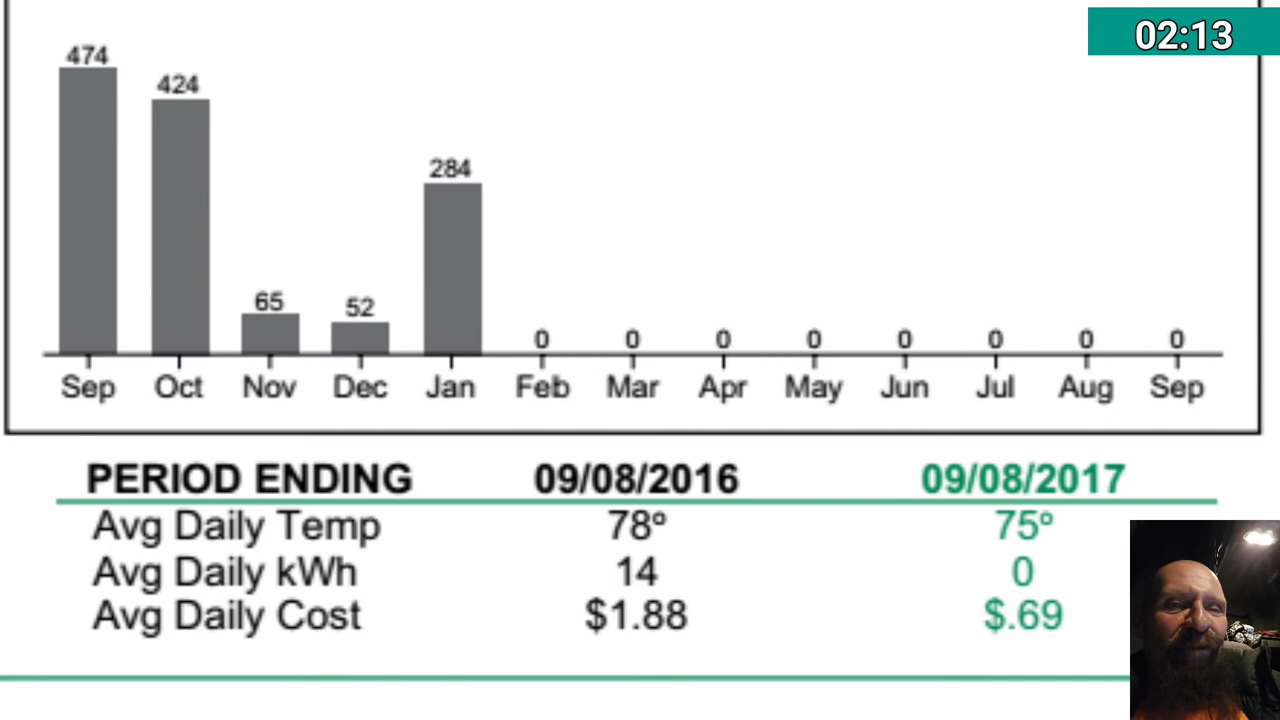 02:13
474
424
284
65
52
0 0 0 0 0 0 0 0
Sep Oct Nov Dec Jan Feb Mar Apr May Jun Jul Aug Sep
PERIOD ENDING 09/08/2016 09/08/2017
Avg Daily Temp 78º 75º
Avg Daily kWh 14 0
Avg Daily Cost $1.88 $.69